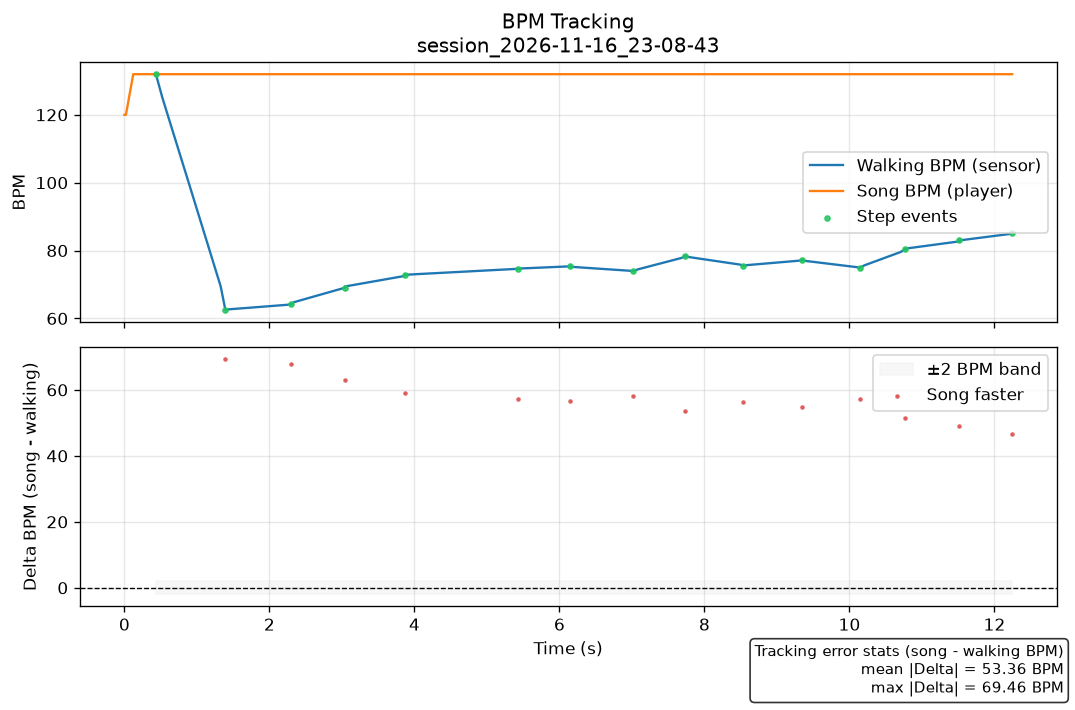 BPM Tracking
session_2026-11-16_23-08-43
BPM
120
100
80
60
Walking BPM (sensor)
Song BPM (player)
Step events
Delta BPM (song - walking)
60
40
20
0
±2 BPM band
Song faster
0
2
4
6
8
10
12
Time (s)
Tracking error stats (song - walking BPM)
mean |Delta| = 53.36 BPM
max |Delta| = 69.46 BPM